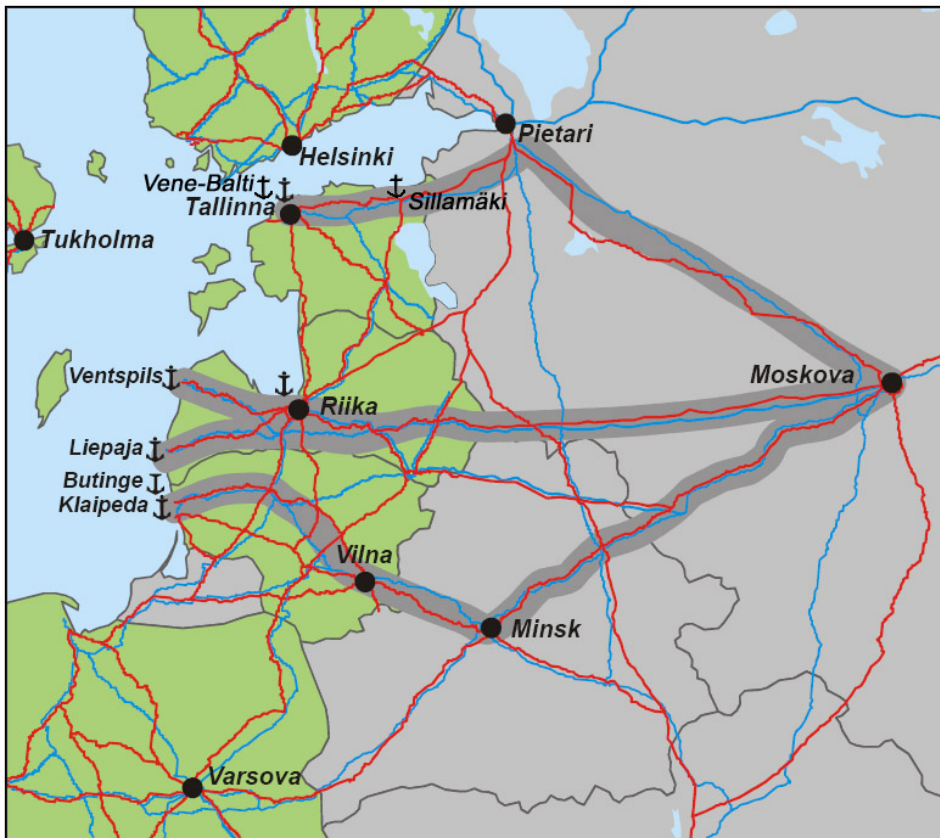 Pietari
Helsinki
Vene-Balti
Tallinna
Sillamäki
Tukholma
Ventspils
Moskova
Riika
Liepaja
Butinge
Klaipeda
Vilna
Minsk
Varsova